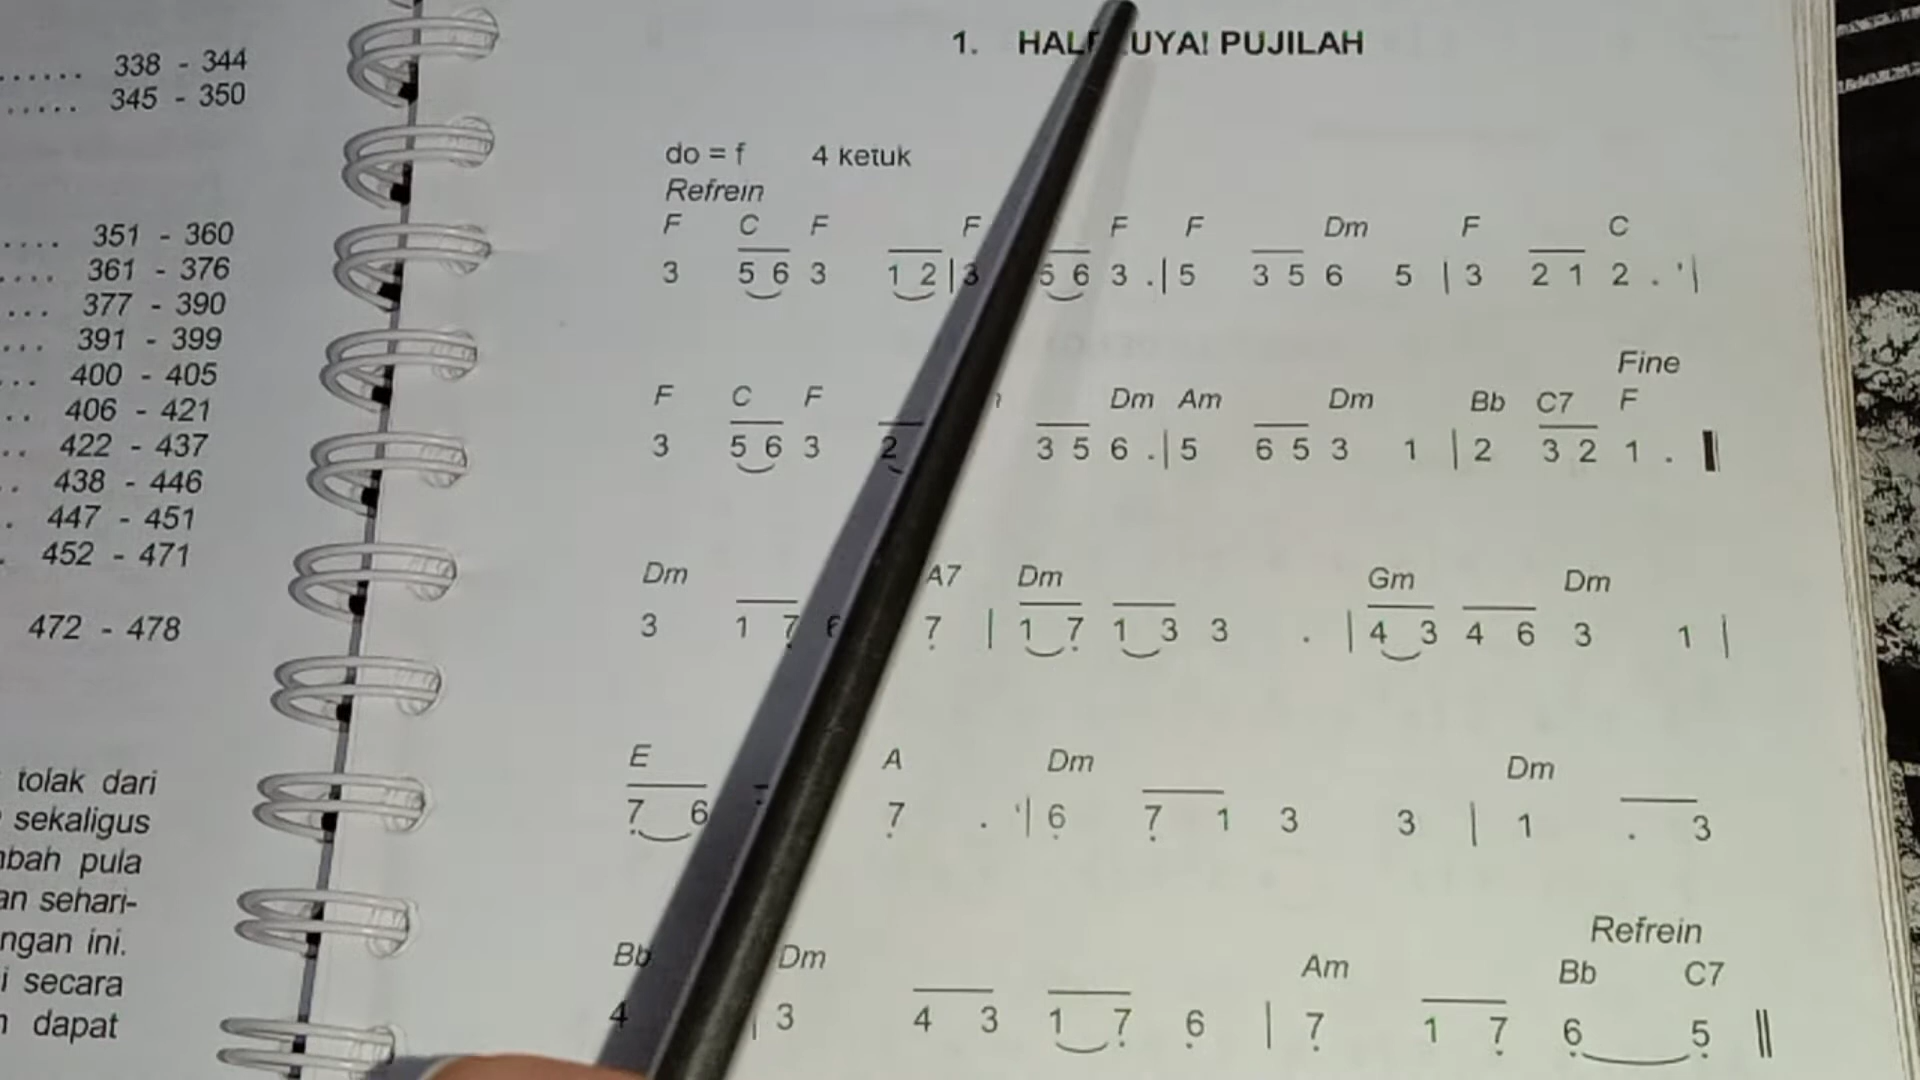 ...... 338 - 344
..... 345 - 350
.... 351 - 360
.... 361 - 376
... 377 - 390
... 391 - 399
... 400 - 405
.. 406 - 421
.. 422 - 437
.. 438 - 446
. 447 - 451
. 452 - 471
472 - 478
tolak dari
sekaligus
pula
ini.
secara
dapat
1. PUJILAH
do = f 4 ketuk
Refrein
F C F F F F Dm F C
3 5 6 3 1 2 | 3 5 6 3 . | 5 3 5 6 5 | 3 2 1 2 . ' |
Fine
F C F Dm Am Dm Bb C7 F
3 5 6 3 2 3 5 6 . | 5 6 5 3 1 | 2 3 2 1 .
Dm A7 Dm Gm Dm
3 1 7̣ 7̣ | 1 7̣ 1 3 3 . | 4 3 4 6 3 1 |
E A Dm Dm
7̣ 6 7̣ . ' | 6̣ 7̣ 1 3 3 | 1 . 3
Refrein
Bb Dm Am Bb C7
4 | 3 4 3 1 7̣ 6̣ | 7̣ 1 7̣ 6̣ 5̣ ||